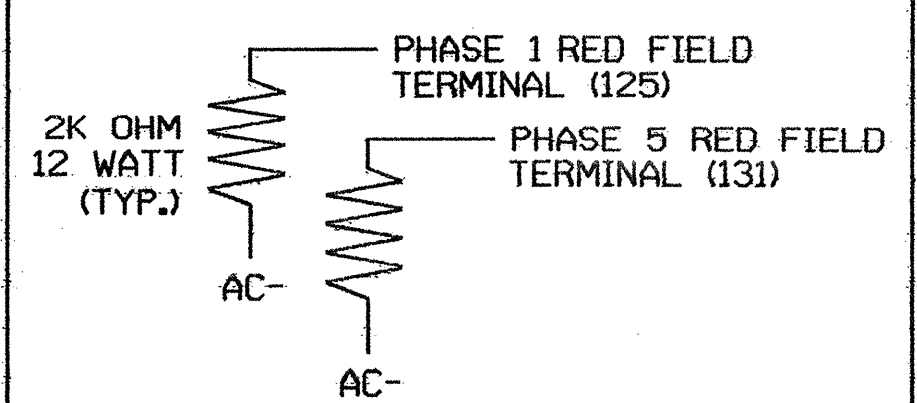 PHASE 1 RED FIELD
TERMINAL (125)
2K OHM
12 WATT
(TYP.)
AC-
PHASE 5 RED FIELD
TERMINAL (131)
AC-